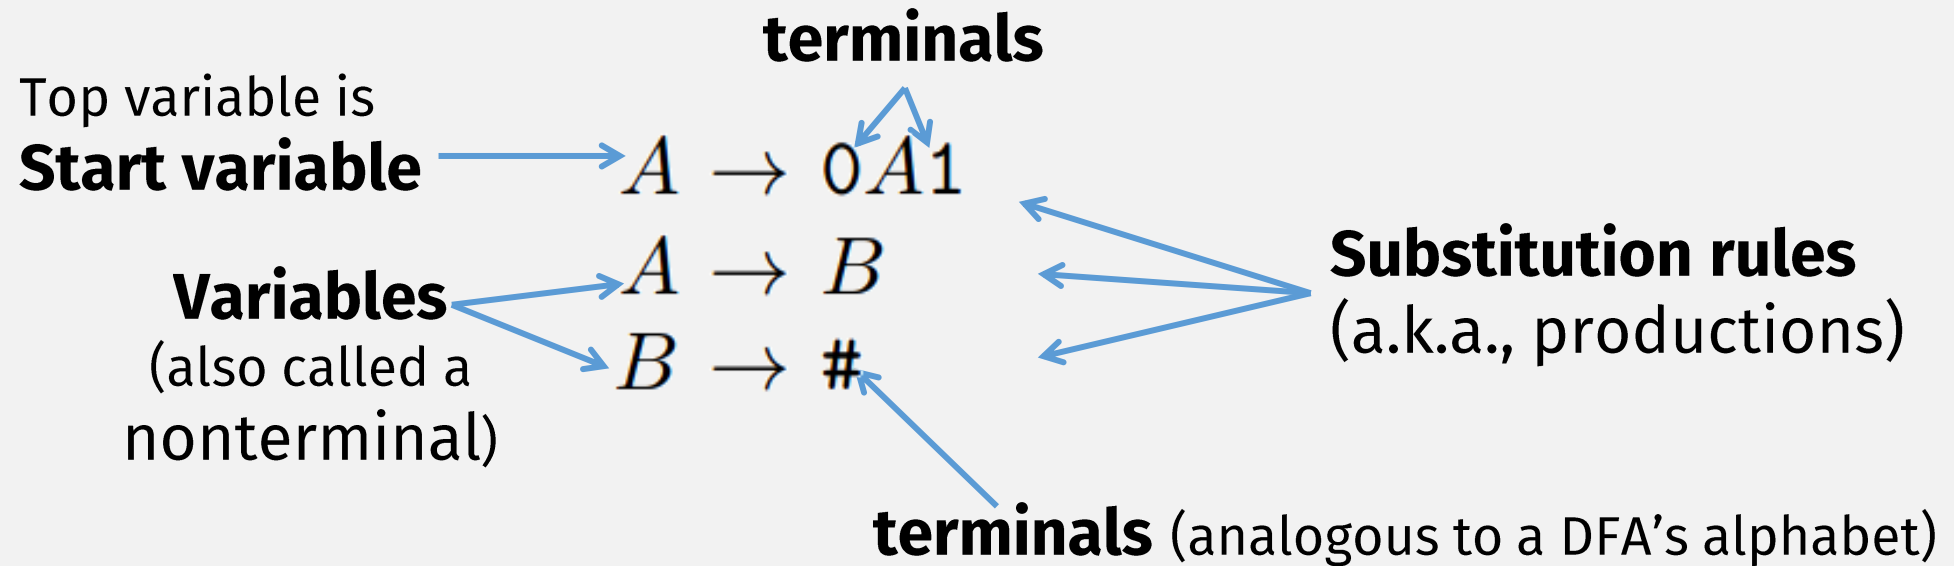 terminals
Top variable is
Start variable
A → 0A1
A → B
B → #
Variables
(also called a
nonterminal)
Substitution rules
(a.k.a., productions)
terminals (analogous to a DFA’s alphabet)